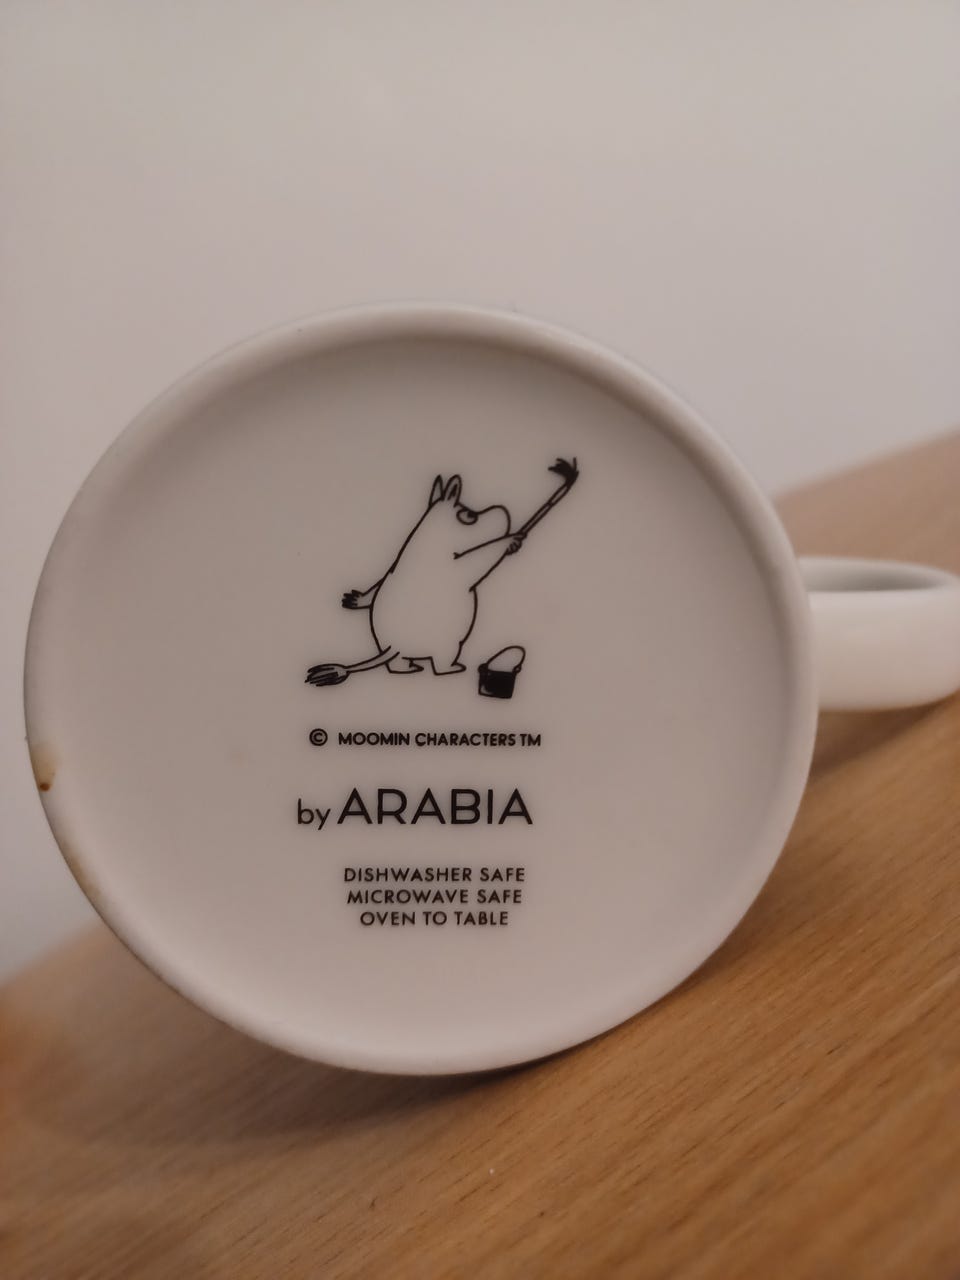 © MOOMIN CHARACTERS TM
by ARABIA
DISHWASHER SAFE
MICROWAVE SAFE
OVEN TO TABLE